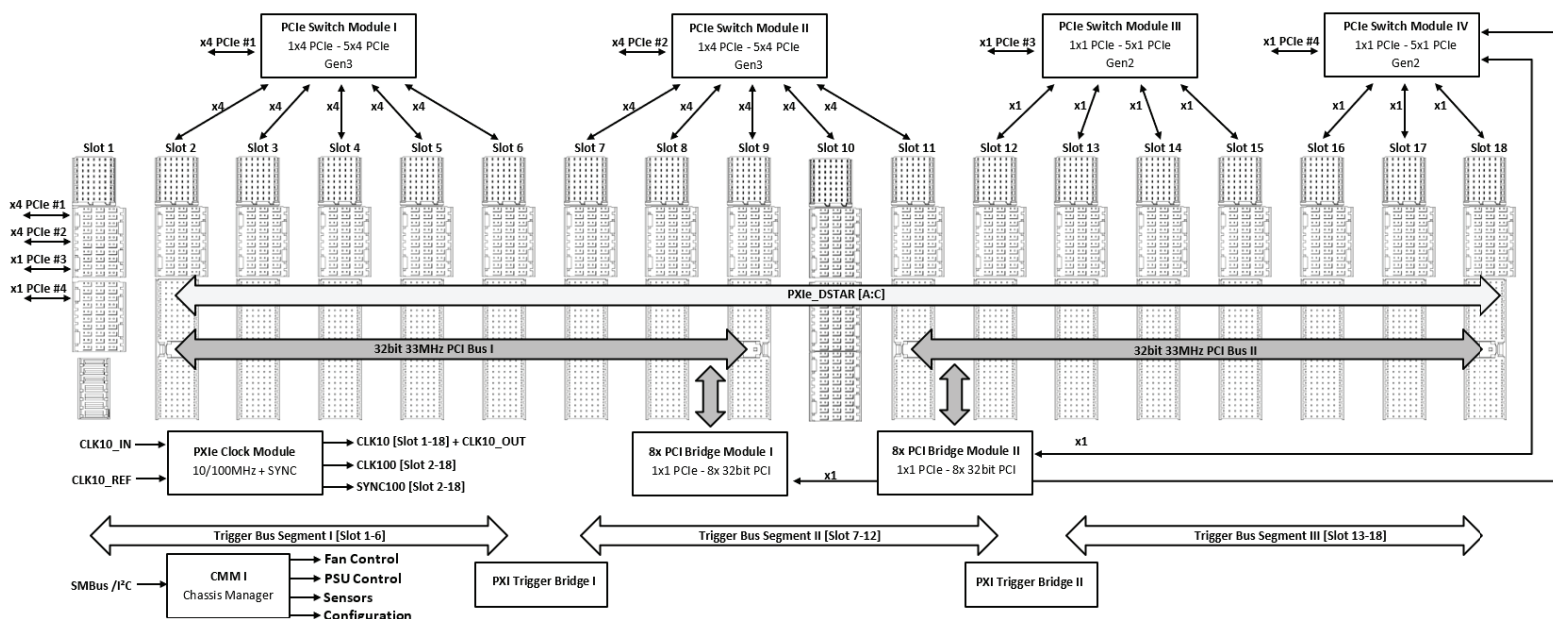 PCIe Switch Module I
1x4 PCIe - 5x4 PCIe
Gen3
x4 PCIe #1
PCIe Switch Module II
1x4 PCIe - 5x4 PCIe
Gen3
x4 PCIe #2
PCIe Switch Module III
1x1 PCIe - 5x1 PCIe
Gen2
x1 PCIe #3
PCIe Switch Module IV
1x1 PCIe - 5x1 PCIe
Gen2
x1 PCIe #4
x4
x4
x4
x4
x4
x4
x4
x4
x4
x4
x1
x1
x1
x1
x1
x1
x1
Slot 1
Slot 2
Slot 3
Slot 4
Slot 5
Slot 6
Slot 7
Slot 8
Slot 9
Slot 10
Slot 11
Slot 12
Slot 13
Slot 14
Slot 15
Slot 16
Slot 17
Slot 18
x4 PCIe #1
x4 PCIe #2
x1 PCIe #3
x1 PCIe #4
PXIe_DSTAR [A:C]
32bit 33MHz PCI Bus I
32bit 33MHz PCI Bus II
CLK10_IN
CLK10_REF
PXIe Clock Module
10/100MHz + SYNC
CLK10 [Slot 1-18] + CLK10_OUT
CLK100 [Slot 2-18]
SYNC100 [Slot 2-18]
8x PCI Bridge Module I
1x1 PCIe - 8x 32bit PCI
x1
8x PCI Bridge Module II
1x1 PCIe - 8x 32bit PCI
x1
Trigger Bus Segment I [Slot 1-6]
Trigger Bus Segment II [Slot 7-12]
Trigger Bus Segment III [Slot 13-18]
SMBus /I²C
CMM I
Chassis Manager
Fan Control
PSU Control
Sensors
Configuration
PXI Trigger Bridge I
PXI Trigger Bridge II